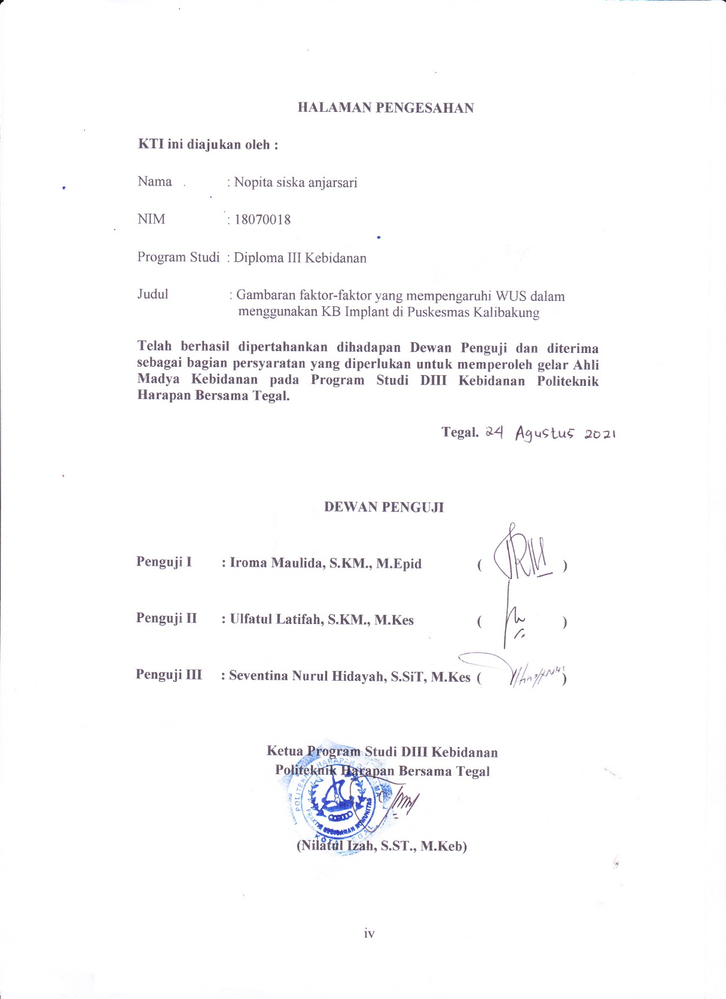 HALAMAN PENGESAHAN
KTI ini diajukan oleh :
Nama : Nopita siska anjarsari
NIM : 18070018
Program Studi : Diploma III Kebidanan
Judul : Gambaran faktor-faktor yang mempengaruhi WUS dalam
menggunakan KB Implant di Puskesmas Kalibakung
Telah berhasil dipertahankan dihadapan Dewan Penguji dan diterima
sebagai bagian persyaratan yang diperlukan untuk memperoleh gelar Ahli
Madya Kebidanan pada Program Studi DIII Kebidanan Politeknik
Harapan Bersama Tegal.
Tegal. 24 Agustus 2021
DEWAN PENGUJI
Penguji I : Iroma Maulida, S.KM., M.Epid ( )
Penguji II : Ulfatul Latifah, S.KM., M.Kes ( )
Penguji III : Seventina Nurul Hidayah, S.SiT, M.Kes ( )
Ketua Program Studi DIII Kebidanan
Politeknik Harapan Bersama Tegal
(Nilatul Izah, S.ST., M.Keb)
iv